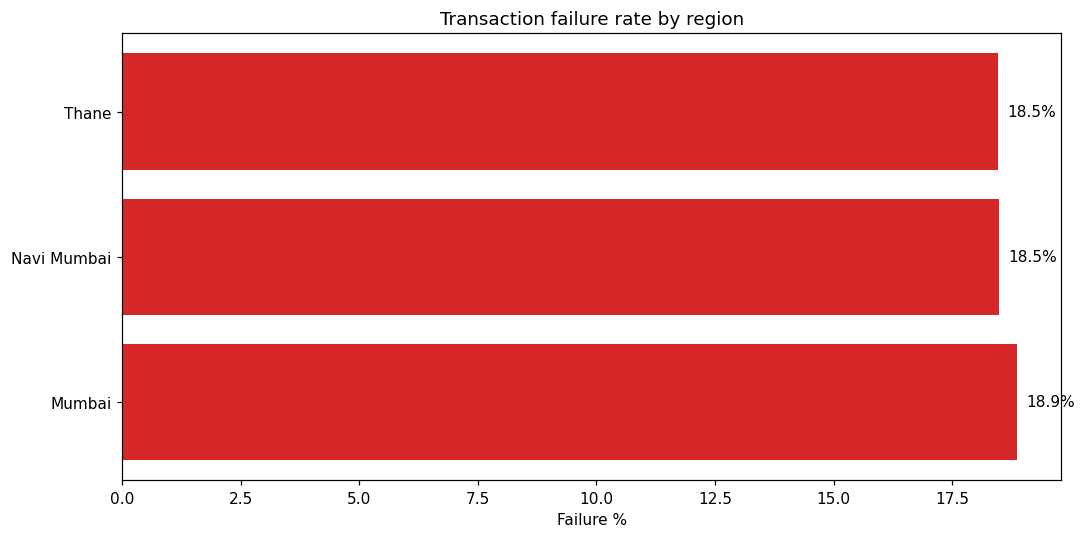 Transaction failure rate by region
Thane 18.5%
Navi Mumbai 18.5%
Mumbai 18.9%
0.0 2.5 5.0 7.5 10.0 12.5 15.0 17.5
Failure %